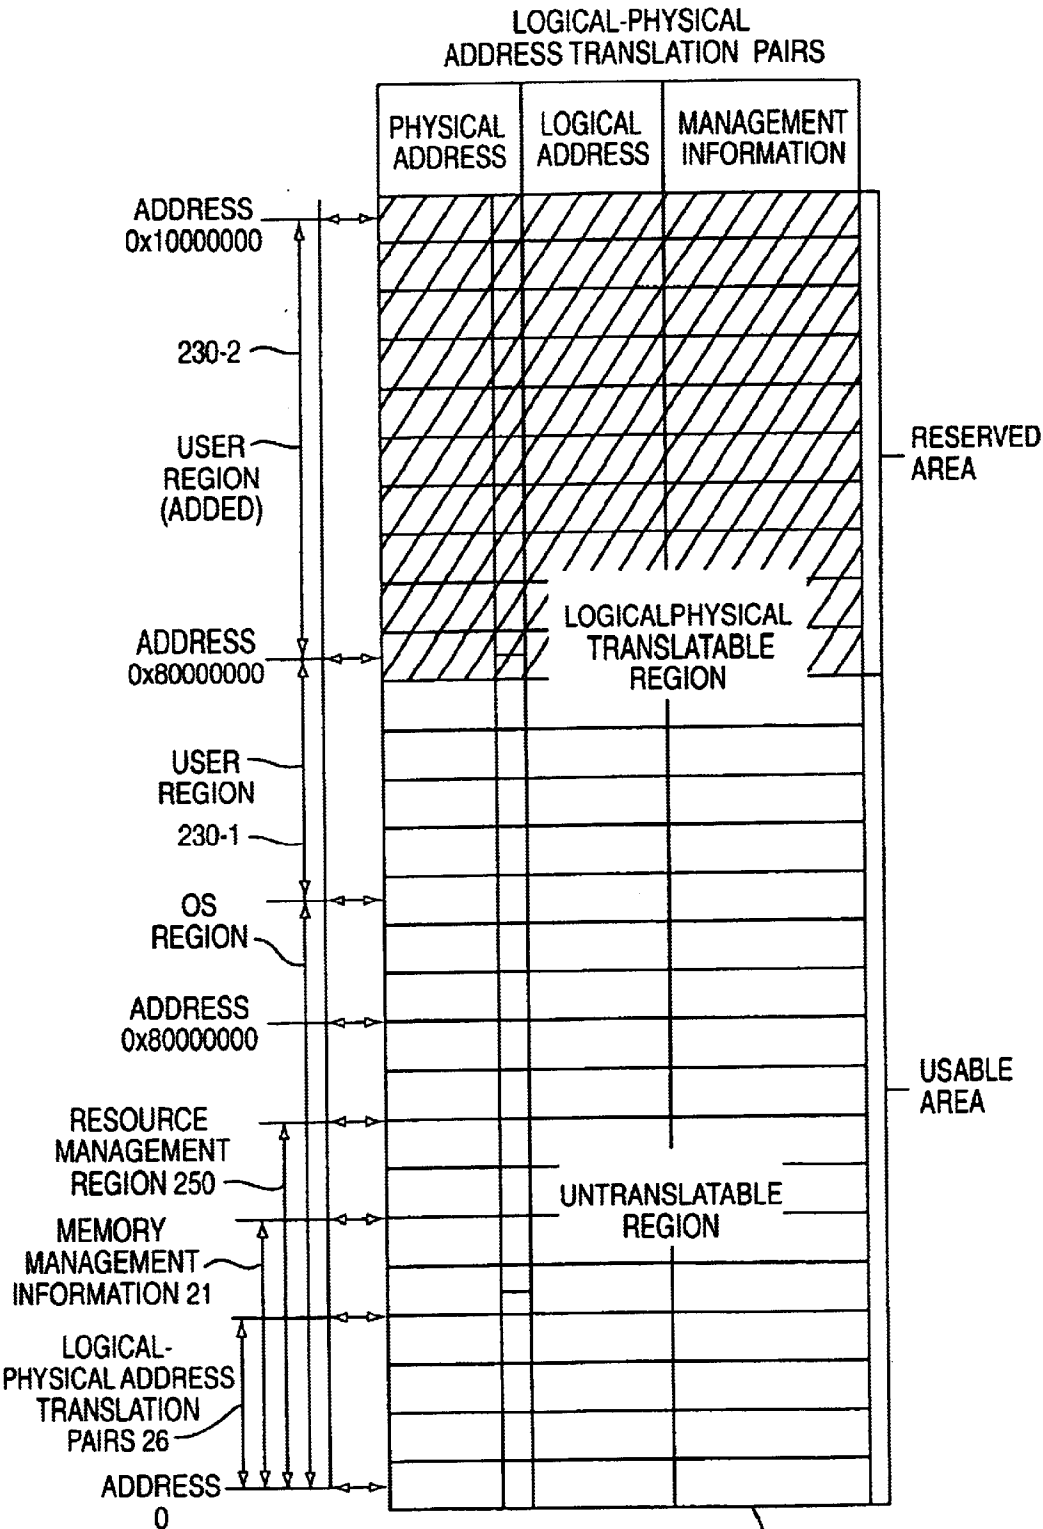 LOGICAL-PHYSICAL
ADDRESS TRANSLATION PAIRS
PHYSICAL
ADDRESS
LOGICAL
ADDRESS
MANAGEMENT
INFORMATION
ADDRESS
0x10000000
230-2
USER
REGION
(ADDED)
RESERVED
AREA
LOGICALPHYSICAL
TRANSLATABLE
REGION
ADDRESS
0x80000000
USER
REGION
230-1
OS
REGION
ADDRESS
0x80000000
USABLE
AREA
RESOURCE
MANAGEMENT
REGION 250
UNTRANSLATABLE
REGION
MEMORY
MANAGEMENT
INFORMATION 21
LOGICAL-
PHYSICAL ADDRESS
TRANSLATION
PAIRS 26
ADDRESS
0